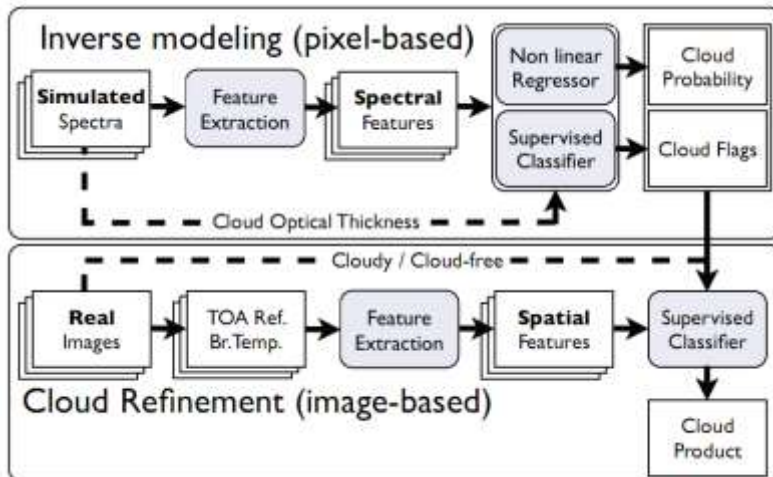 Inverse modeling (pixel-based)
Simulated
Spectra
Feature
Extraction
Spectral
Features
Non linear
Regressor
Cloud
Probability
Supervised
Classifier
Cloud Flags
Cloud Optical Thickness
Cloudy / Cloud-free
Real
Images
TOA Ref.
Br.Temp.
Feature
Extraction
Spatial
Features
Supervised
Classifier
Cloud Refinement (image-based)
Cloud
Product